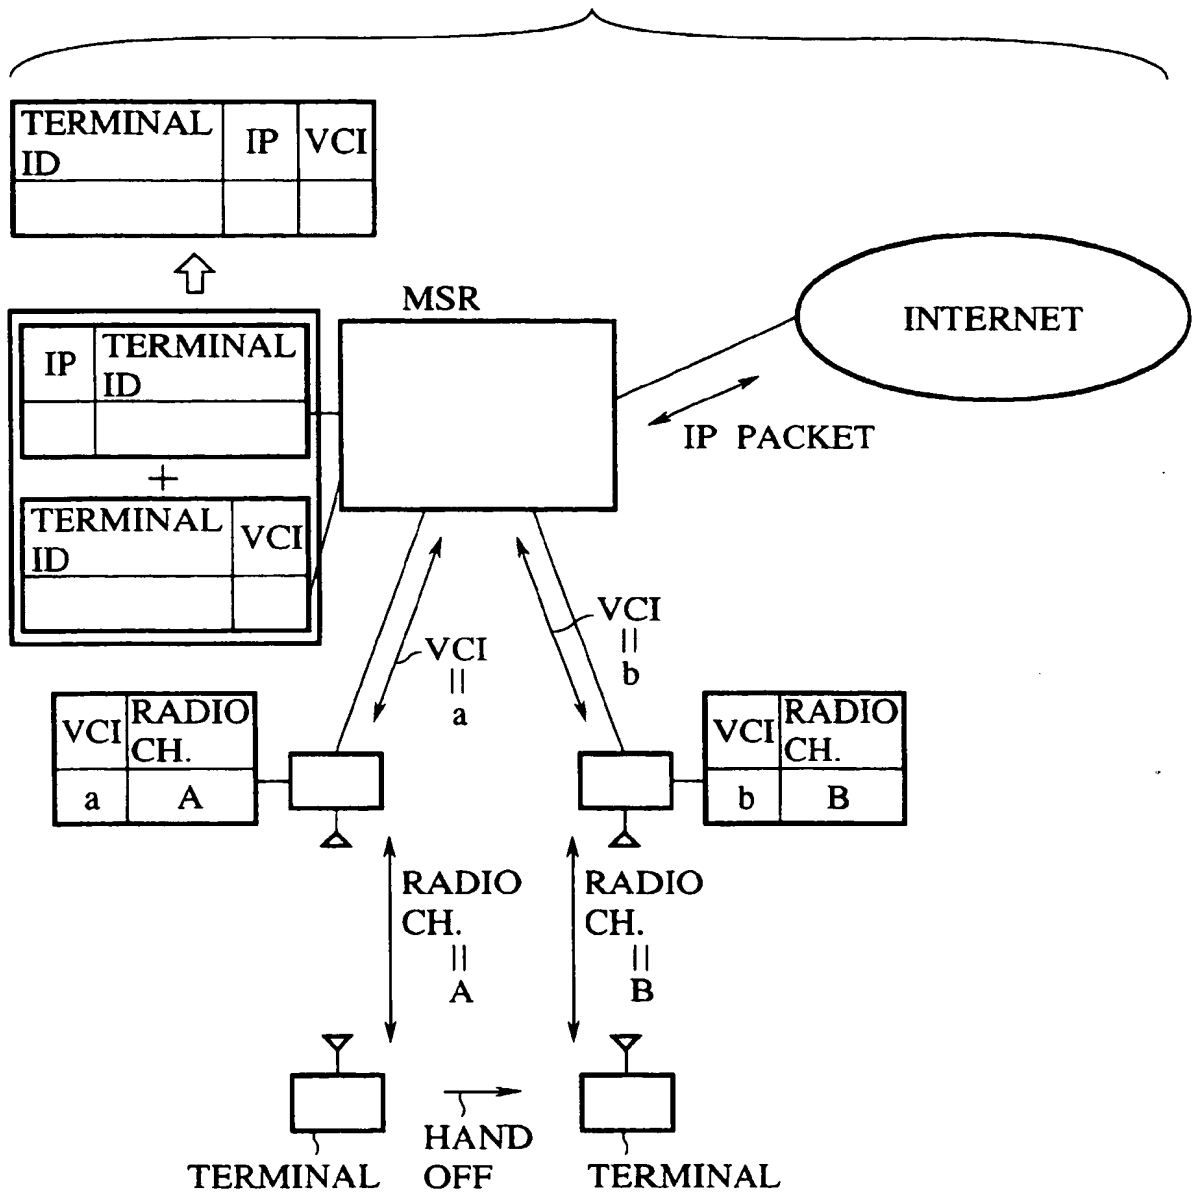 TERMINAL
ID
IP
VCI
MSR
INTERNET
IP
TERMINAL
ID
IP PACKET
+
TERMINAL
ID
VCI
VCI
=
a
VCI
=
b
VCI
RADIO
CH.
a
A
VCI
RADIO
CH.
b
B
RADIO
CH.
=
A
RADIO
CH.
=
B
HAND
OFF
TERMINAL
TERMINAL